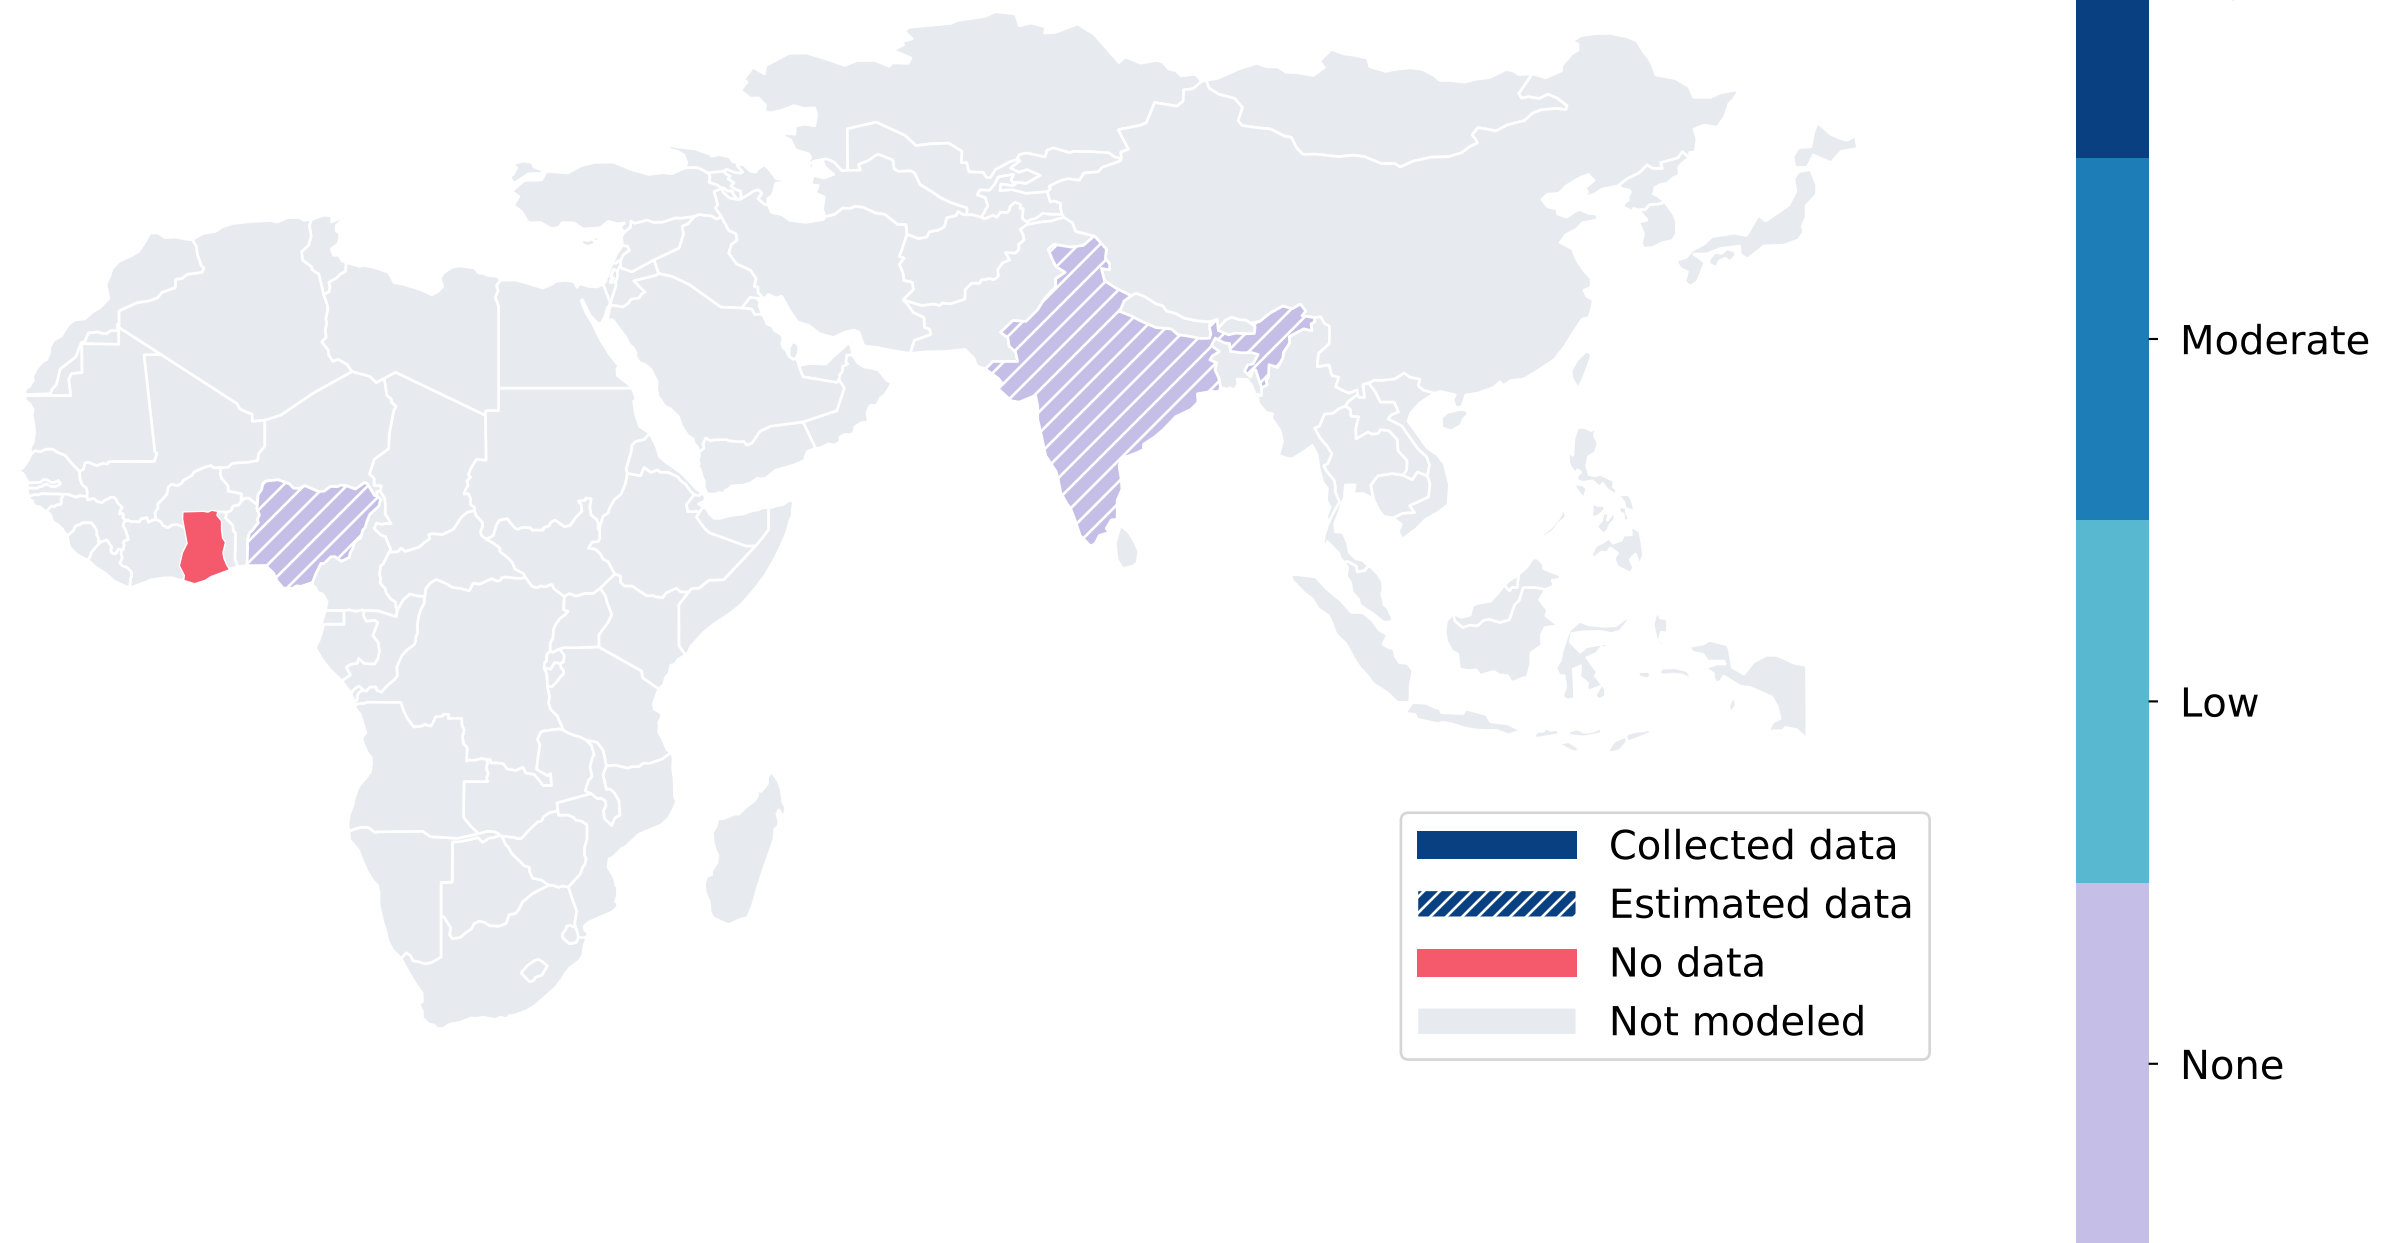 Moderate
Low
None
Collected data
Estimated data
No data
Not modeled